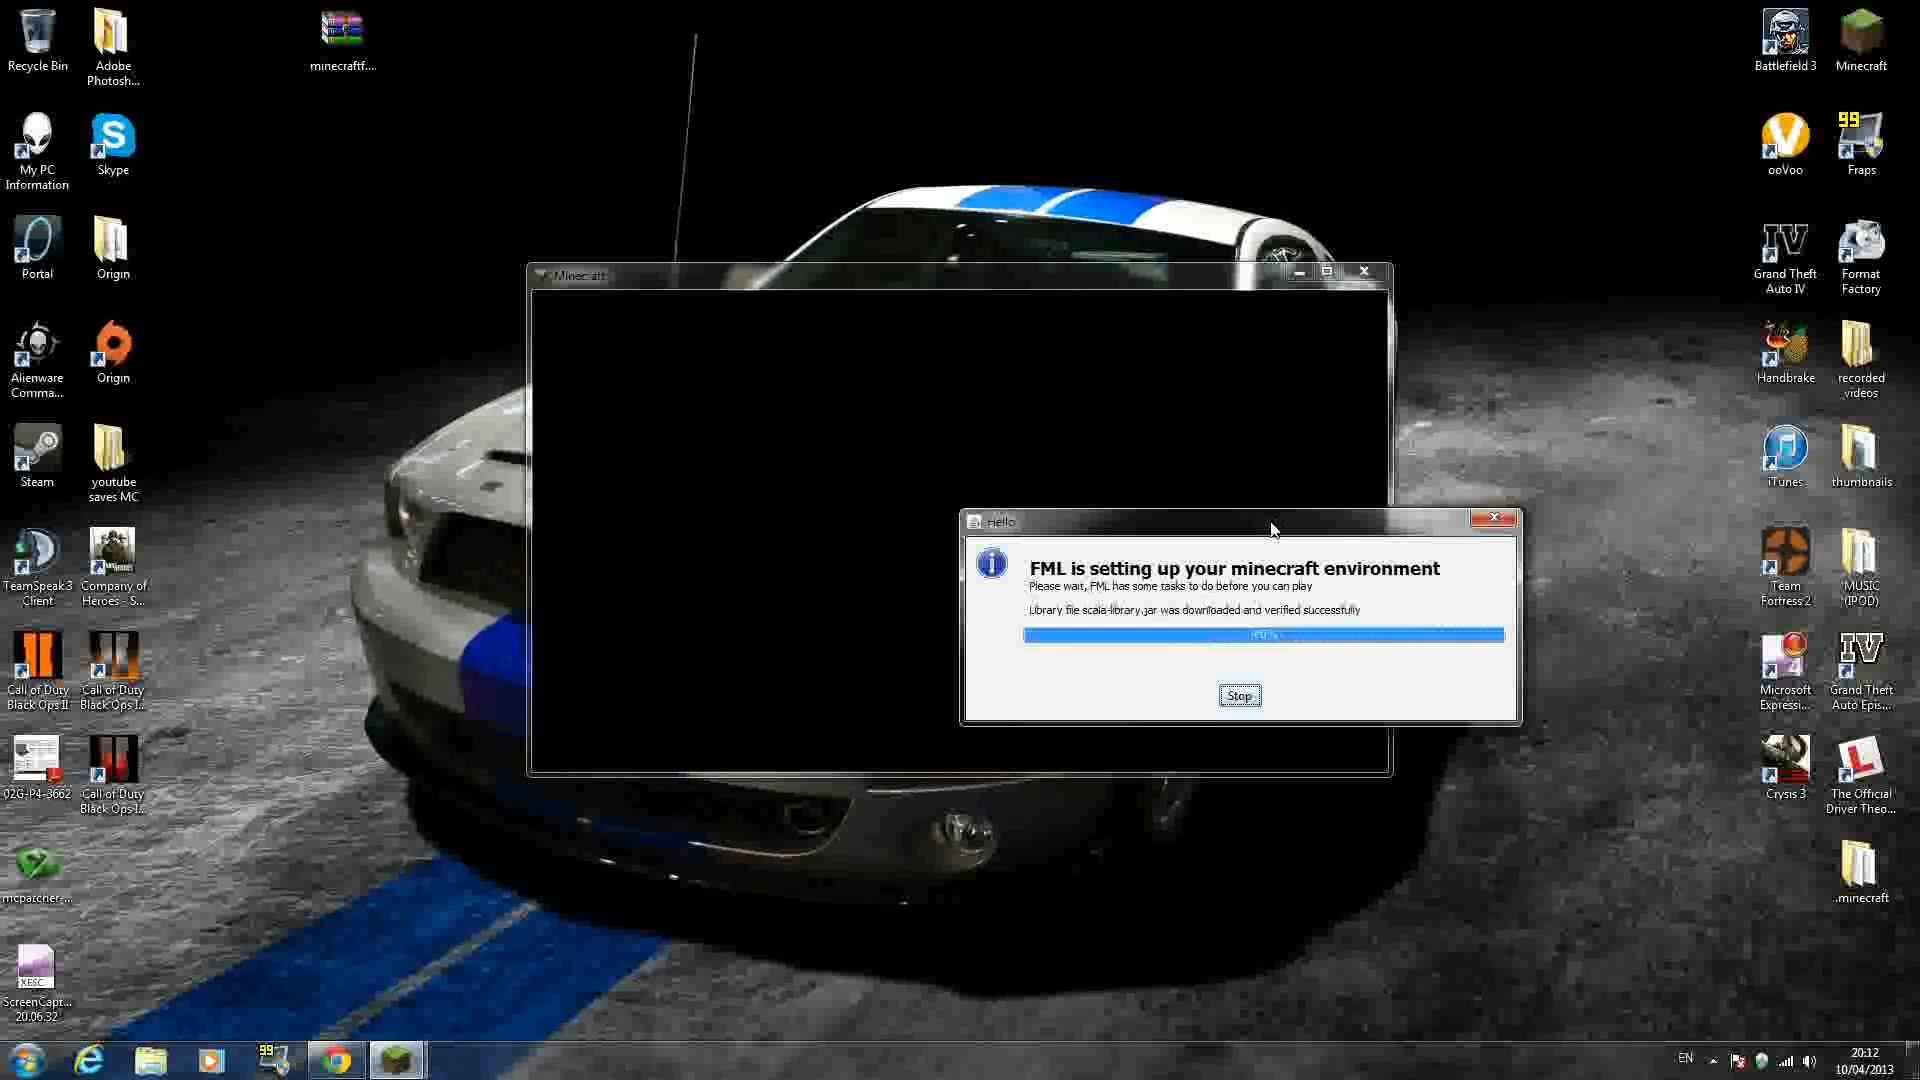 Recycle Bin
Adobe
Photosh...
minecraftf....
My PC
Information
Skype
Portal
Origin
Alienware
Comma...
Origin
Steam
youtube
saves MC
TeamSpeak 3
Client
Company of
Heroes - S...
Call of Duty
Black Ops II
Call of Duty
Black Ops I...
02G-P4-3662
Call of Duty
Black Ops I...
mcpatcher-...
XESC
ScreenCapt...
20.06.32
Minecraft
Hello
FML is setting up your minecraft environment
Please wait, FML has some tasks to do before you can play
Library file scala-library.jar was downloaded and verified successfully
Stop
Battlefield 3
Minecraft
ooVoo
99
Fraps
IV
Grand Theft
Auto IV
Format
Factory
Handbrake
recorded
videos
iTunes
thumbnails
Team
Fortress 2
MUSIC
(IPOD)
Microsoft
Expressi...
IV
Grand Theft
Auto Epis...
Crysis 3
L
The Official
Driver Theo...
.minecraft
99
EN
20:12
10/04/2013